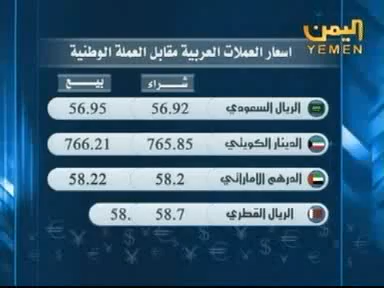 اليمن
YEMEN
اسعار العملات العربية مقابل العملة الوطنية
شراء بيع
الريال السعودي 56.92 56.95
الدينار الكويتي 765.85 766.21
الدرهم الاماراتي 58.2 58.22
الريال القطري 58.7 58.